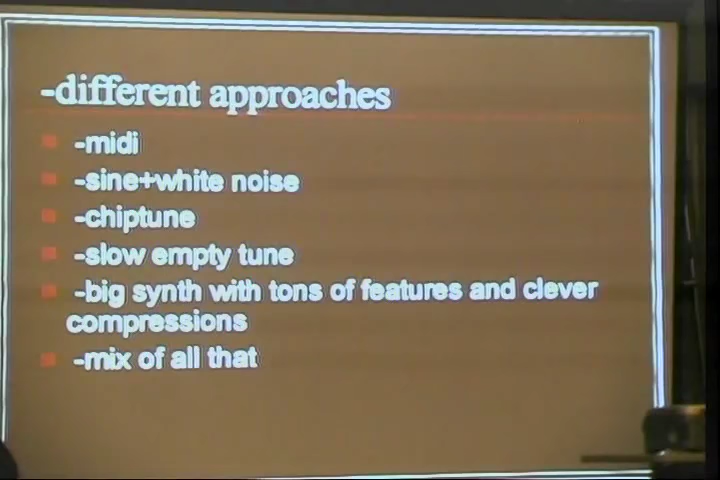 -different approaches
-midi
-sine+white noise
-chiptune
-slow empty tune
-big synth with tons of features and clever
compressions
-mix of all that